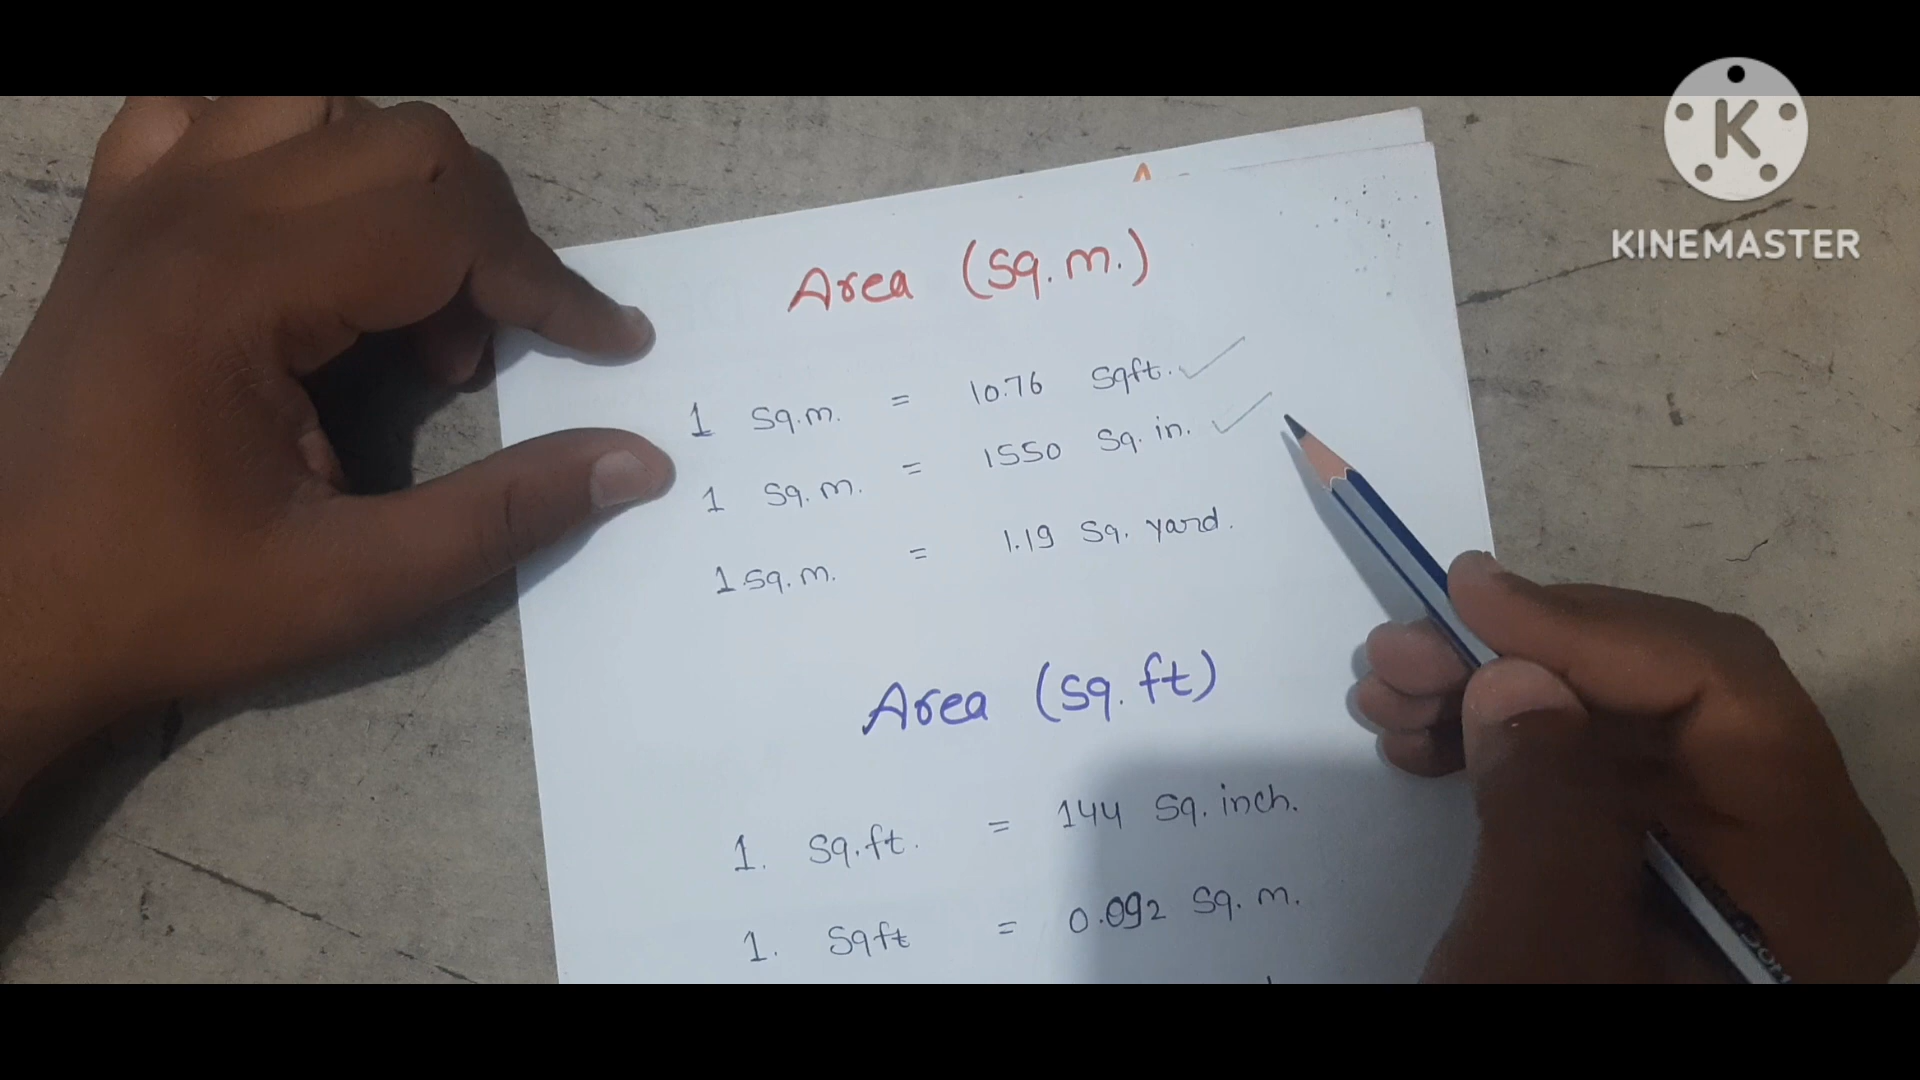 K
KINEMASTER
Area (Sq. m.)
1 Sq.m. = 10.76 Sqft.
1 Sq. m. = 1550 Sq. in.
1 Sq. m. = 1.19 Sq. yard.
Area (Sq. ft)
1. Sq.ft. = 144 Sq. inch.
1. Sqft = 0.092 Sq. m.